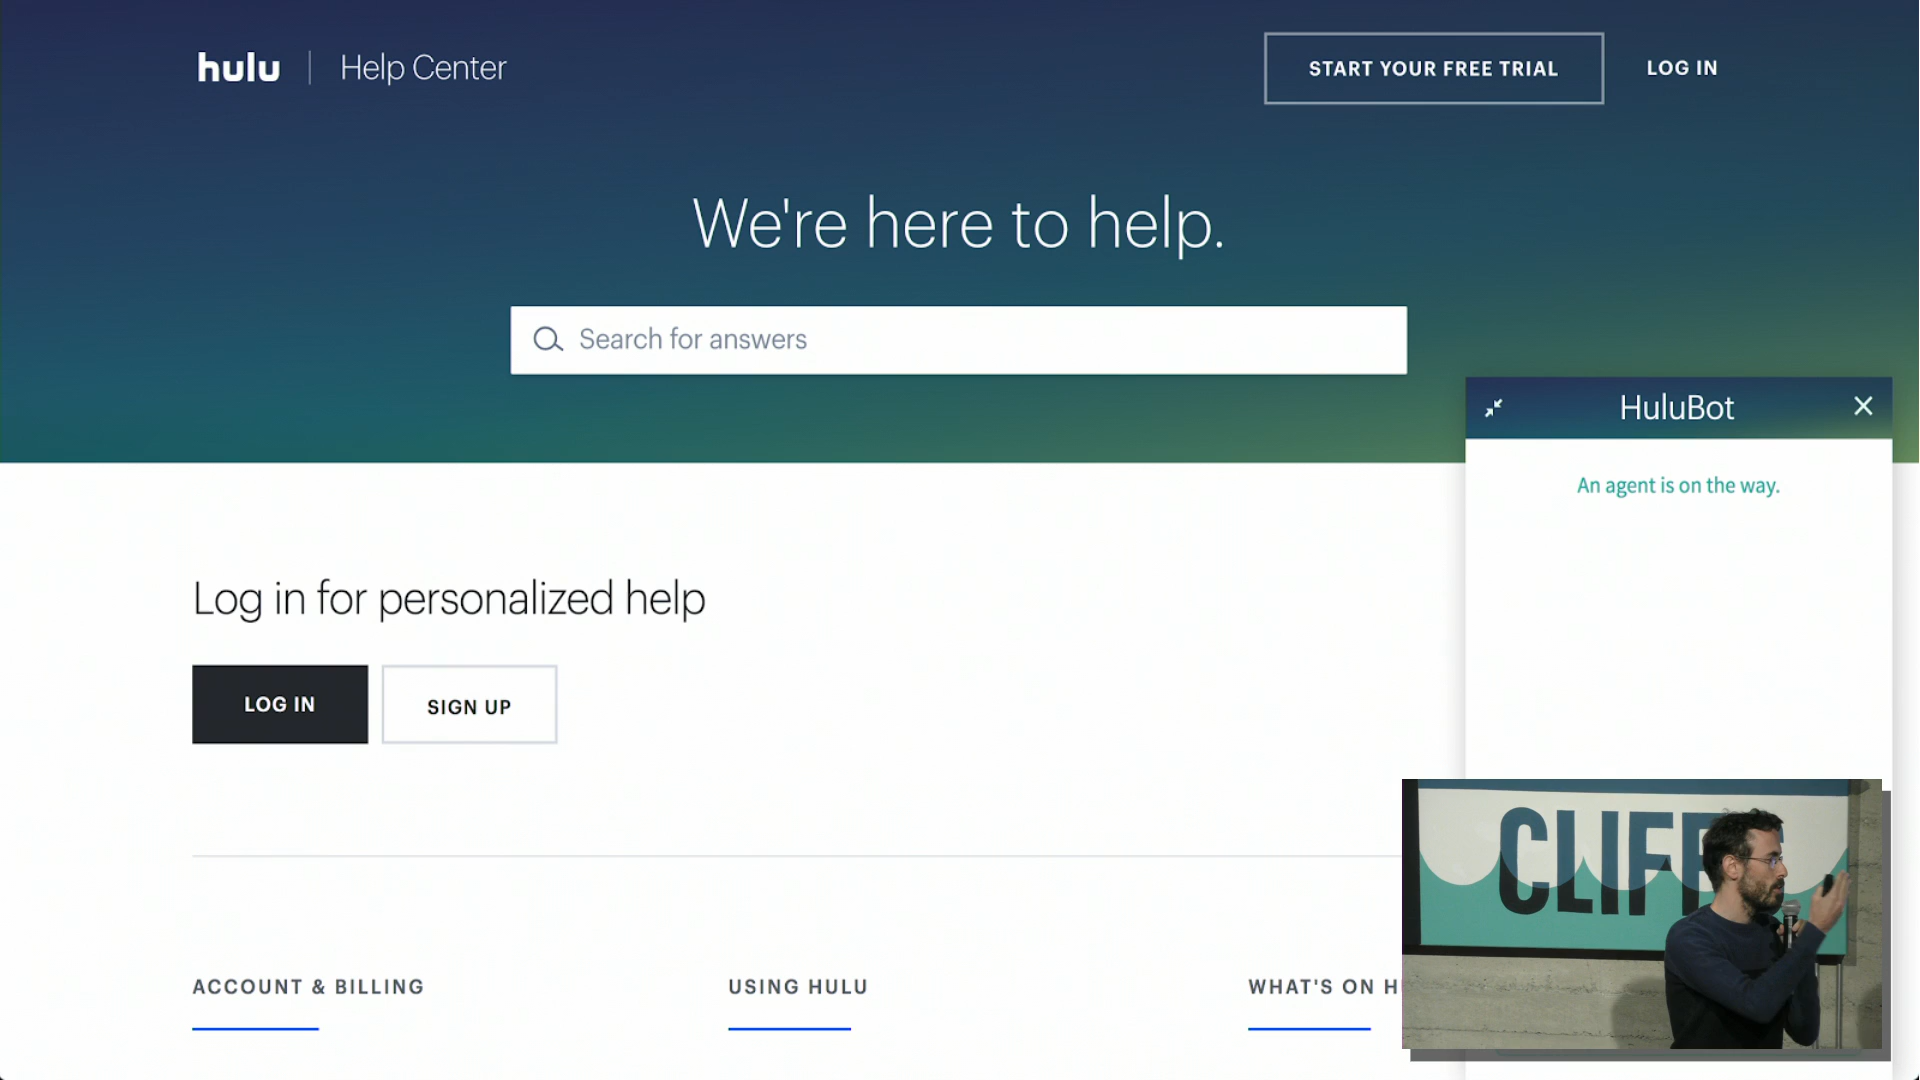 hulu | Help Center
START YOUR FREE TRIAL
LOG IN
We're here to help.
Search for answers
HuluBot
An agent is on the way.
Log in for personalized help
LOG IN
SIGN UP
ACCOUNT & BILLING
USING HULU
WHAT'S ON H
CLIF